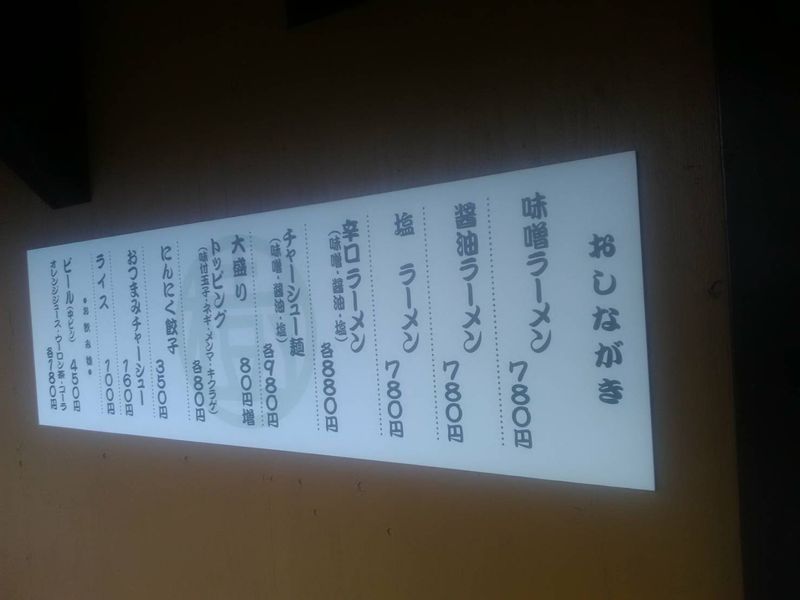 おしながき
味噌ラーメン 780円
醤油ラーメン 780円
塩 ラーメン 780円
辛口ラーメン
(味噌・醤油・塩) 各880円
チャーシュー麺
(味噌・醤油・塩) 各980円
大盛り 80円増
トッピング
(味付玉子・ネギ・メンマ・キクラゲ) 各80円
にんにく餃子 350円
おつまみチャーシュー 160円
ライス 100円
●お飲み物●
ビール(中ビン) 450円
オレンジジュース・ウーロン茶・コーラ 各180円